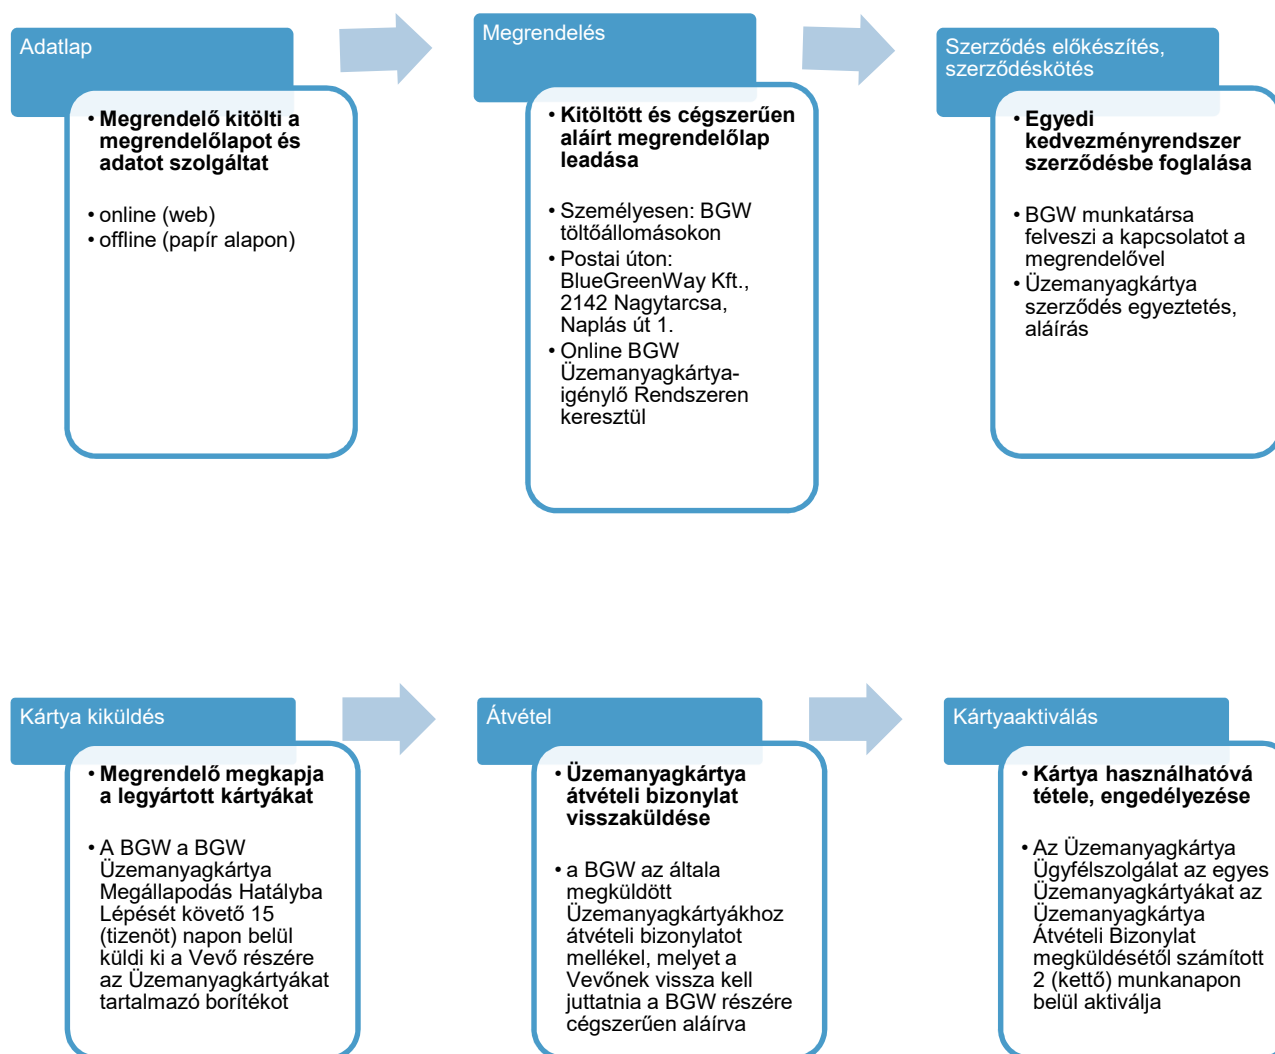 Adatlap
• Megrendelő kitölti a
megrendelőlapot és
adatot szolgáltat
• online (web)
• offline (papír alapon)
Megrendelés
• Kitöltött és cégszerűen
aláírt megrendelőlap
leadása
• Személyesen: BGW
töltőállomásokon
• Postai úton:
BlueGreenWay Kft.,
2142 Nagytarcsa,
Naplás út 1.
• Online BGW
Üzemanyagkártya-
igénylő Rendszeren
keresztül
Szerződés előkészítés,
szerződéskötés
• Egyedi
kedvezményrendszer
szerződésbe foglalása
• BGW munkatársa
felveszi a kapcsolatot a
megrendelővel
• Üzemanyagkártya
szerződés egyeztetés,
aláírás
Kártya kiküldés
• Megrendelő megkapja
a legyártott kártyákat
• A BGW a BGW
Üzemanyagkártya
Megállapodás Hatályba
Lépését követő 15
(tizenöt) napon belül
küldi ki a Vevő részére
az Üzemanyagkártyákat
tartalmazó borítékot
Átvétel
• Üzemanyagkártya
átvételi bizonylat
visszaküldése
• a BGW az általa
megküldött
Üzemanyagkártyákhoz
átvételi bizonylatot
mellékel, melyet a
Vevőnek vissza kell
juttatnia a BGW részére
cégszerűen aláírva
Kártyaaktiválás
• Kártya használhatóvá
tétele, engedélyezése
• Az Üzemanyagkártya
Ügyfélszolgálat az egyes
Üzemanyagkártyákat az
Üzemanyagkártya
Átvételi Bizonylat
megküldésétől számított
2 (kettő) munkanapon
belül aktiválja